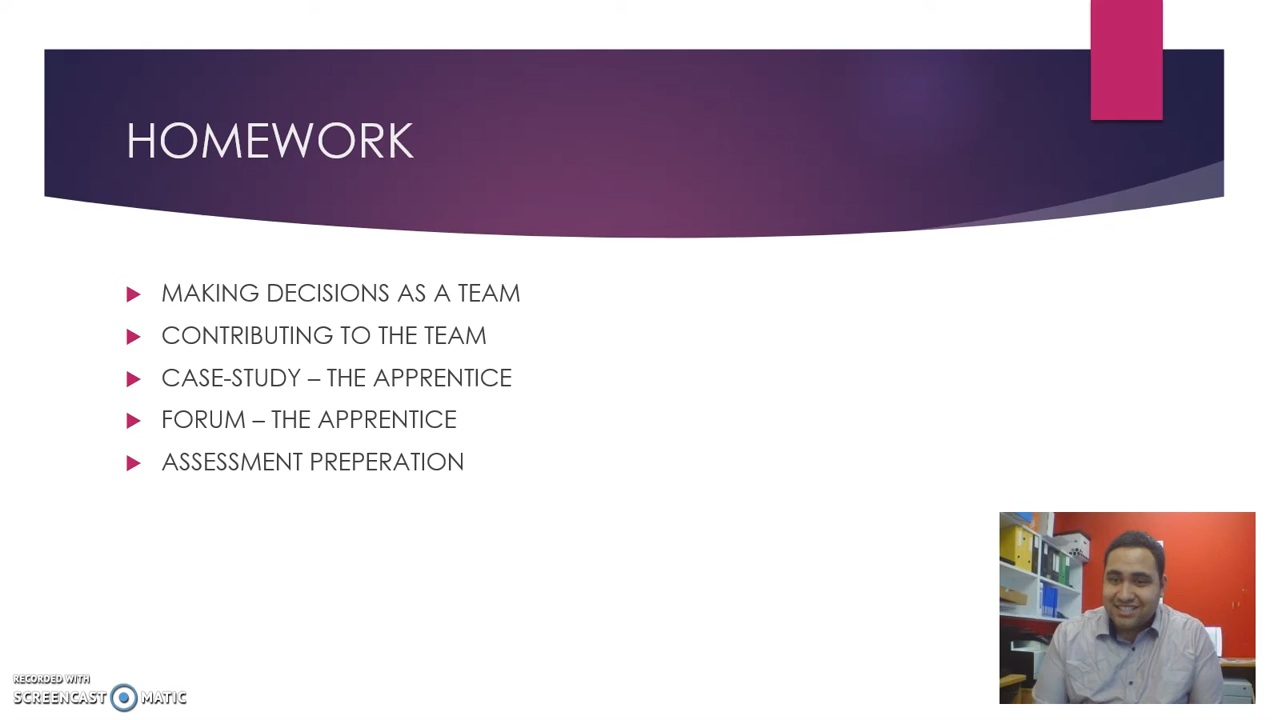 HOMEWORK
MAKING DECISIONS AS A TEAM
CONTRIBUTING TO THE TEAM
CASE-STUDY – THE APPRENTICE
FORUM – THE APPRENTICE
ASSESSMENT PREPERATION
RECORDED WITH
SCREENCAST MATIC